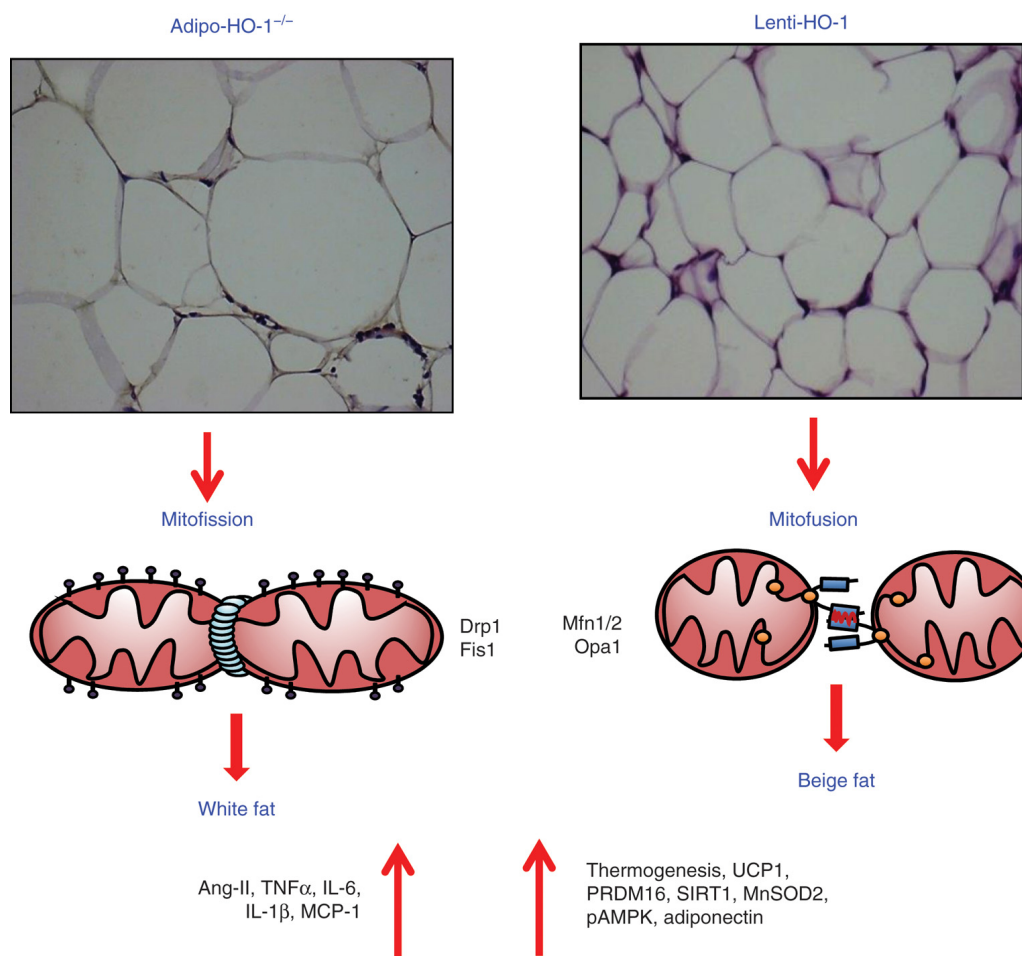 Adipo-HO-1−/−
Lenti-HO-1
Mitofission
Mitofusion
Drp1
Fis1
Mfn1/2
Opa1
White fat
Beige fat
Ang-II, TNFα, IL-6,
IL-1β, MCP-1
Thermogenesis, UCP1,
PRDM16, SIRT1, MnSOD2,
pAMPK, adiponectin